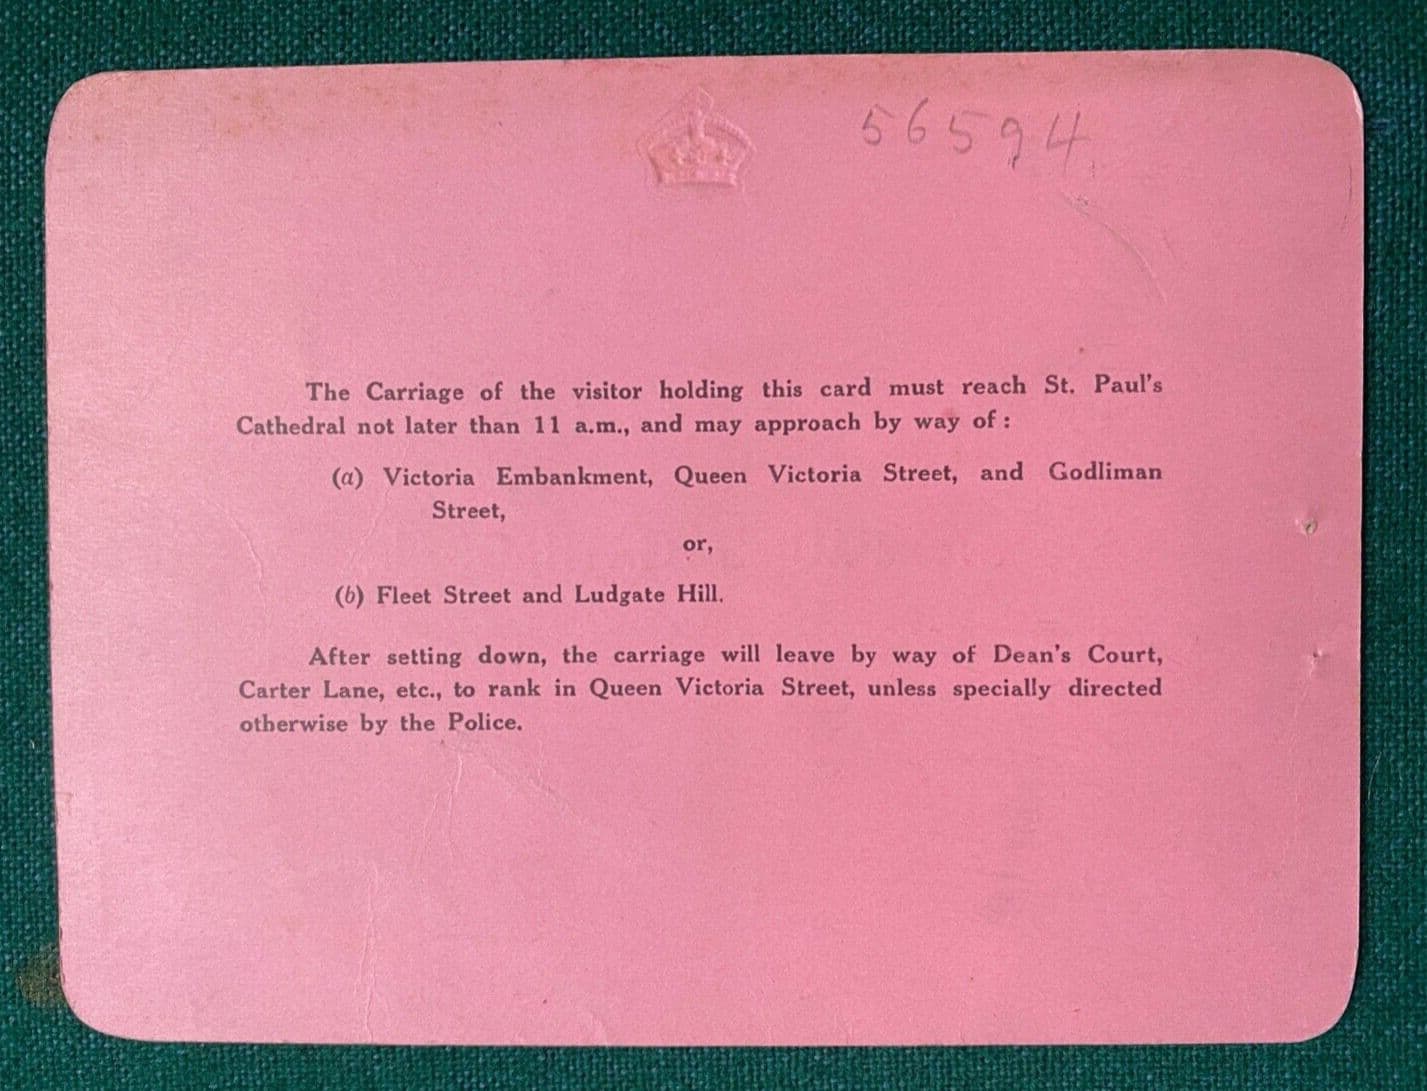 56594
The Carriage of the visitor holding this card must reach St. Paul's
Cathedral not later than 11 a.m., and may approach by way of :
(a) Victoria Embankment, Queen Victoria Street, and Godliman
Street,
or,
(b) Fleet Street and Ludgate Hill.
After setting down, the carriage will leave by way of Dean's Court,
Carter Lane, etc., to rank in Queen Victoria Street, unless specially directed
otherwise by the Police.